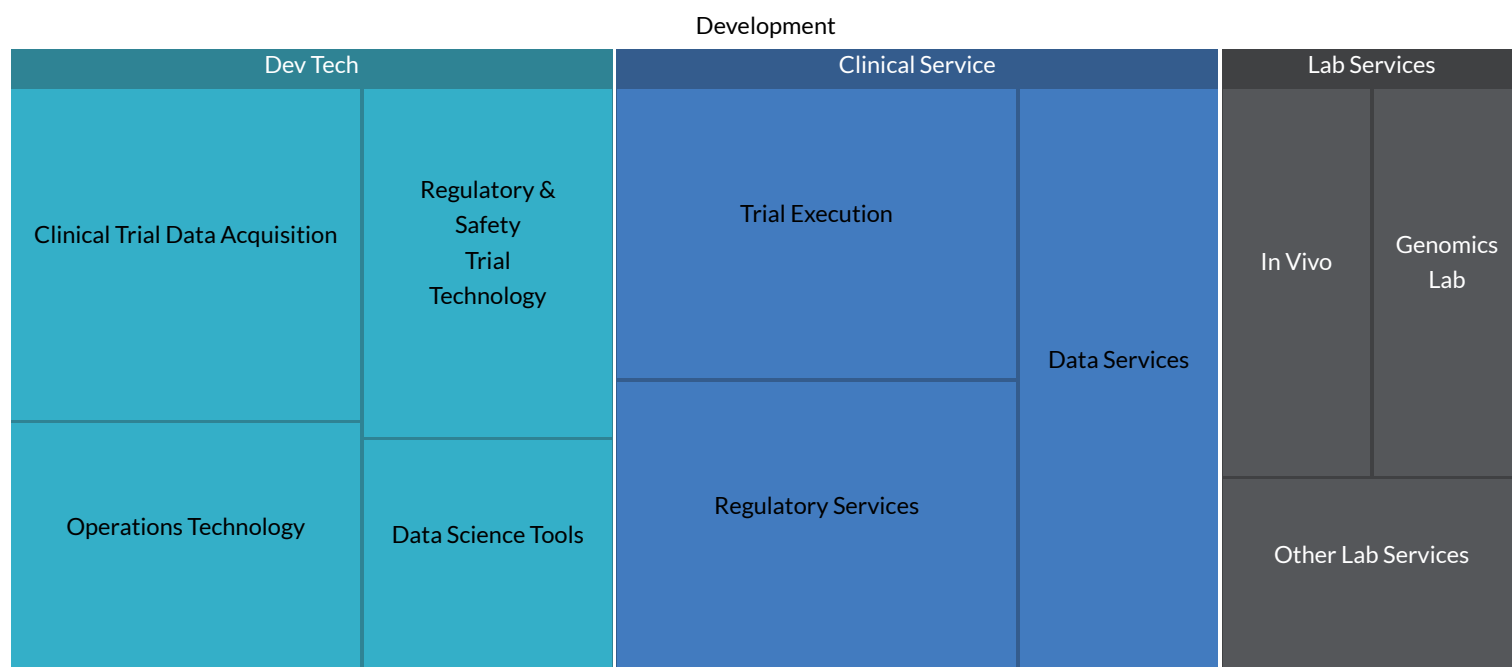 Development
Dev Tech
Clinical Trial Data Acquisition
Regulatory &
Safety
Trial
Technology
Operations Technology
Data Science Tools
Clinical Service
Trial Execution
Regulatory Services
Data Services
Lab Services
In Vivo
Genomics
Lab
Other Lab Services